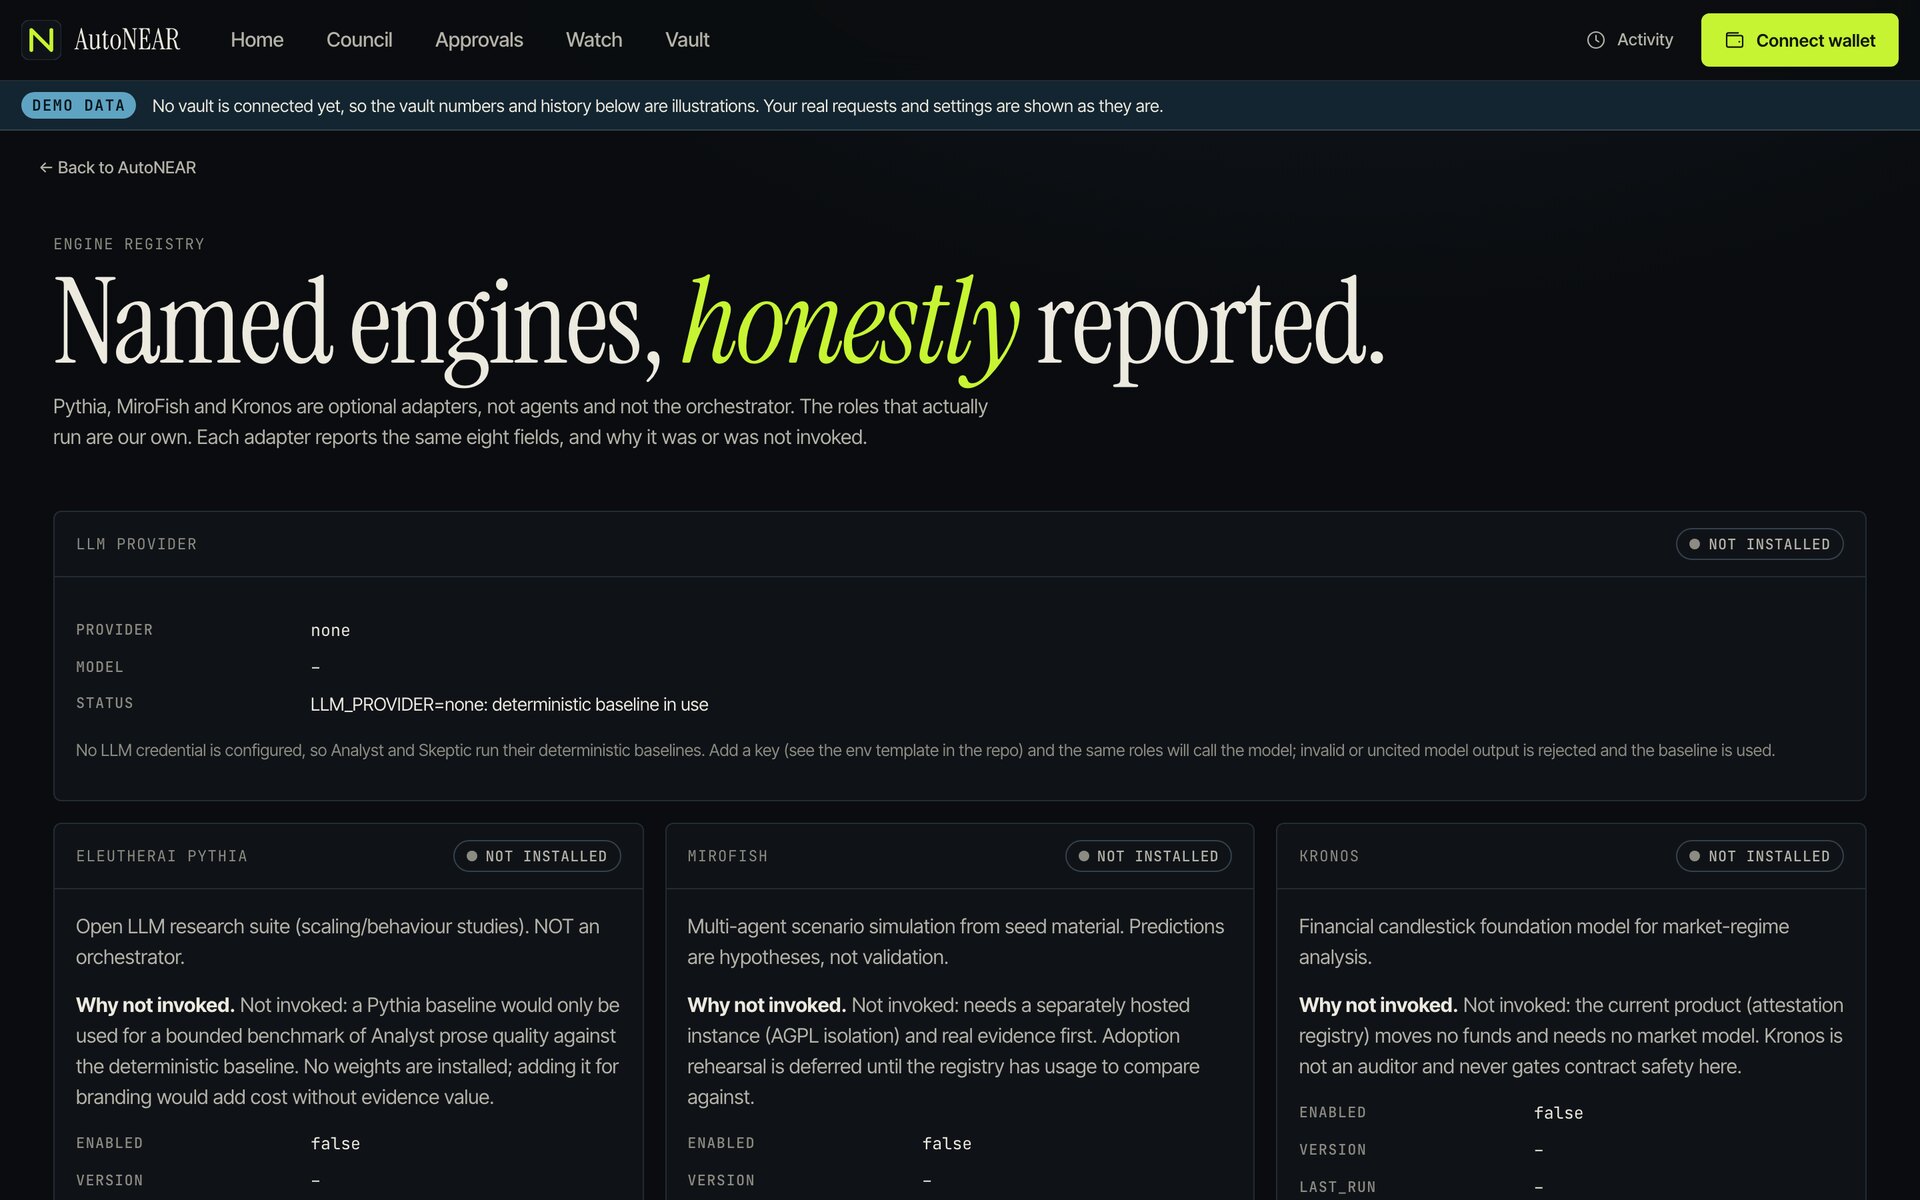 AutoNEAR
Home
Council
Approvals
Watch
Vault
Activity
Connect wallet
DEMO DATA
No vault is connected yet, so the vault numbers and history below are illustrations. Your real requests and settings are shown as they are.
← Back to AutoNEAR
ENGINE REGISTRY
Named engines, honestly reported.
Pythia, MiroFish and Kronos are optional adapters, not agents and not the orchestrator. The roles that actually
run are our own. Each adapter reports the same eight fields, and why it was or was not invoked.
LLM PROVIDER
NOT INSTALLED
PROVIDER
none
MODEL
–
STATUS
LLM_PROVIDER=none: deterministic baseline in use
No LLM credential is configured, so Analyst and Skeptic run their deterministic baselines. Add a key (see the env template in the repo) and the same roles will call the model; invalid or uncited model output is rejected and the baseline is used.
ELEUTHERAI PYTHIA
NOT INSTALLED
Open LLM research suite (scaling/behaviour studies). NOT an
orchestrator.
Why not invoked. Not invoked: a Pythia baseline would only be
used for a bounded benchmark of Analyst prose quality against
the deterministic baseline. No weights are installed; adding it for
branding would add cost without evidence value.
ENABLED
false
VERSION
–
MIROFISH
NOT INSTALLED
Multi-agent scenario simulation from seed material. Predictions
are hypotheses, not validation.
Why not invoked. Not invoked: needs a separately hosted
instance (AGPL isolation) and real evidence first. Adoption
rehearsal is deferred until the registry has usage to compare
against.
ENABLED
false
VERSION
–
KRONOS
NOT INSTALLED
Financial candlestick foundation model for market-regime
analysis.
Why not invoked. Not invoked: the current product (attestation
registry) moves no funds and needs no market model. Kronos is
not an auditor and never gates contract safety here.
ENABLED
false
VERSION
–
LAST_RUN
–